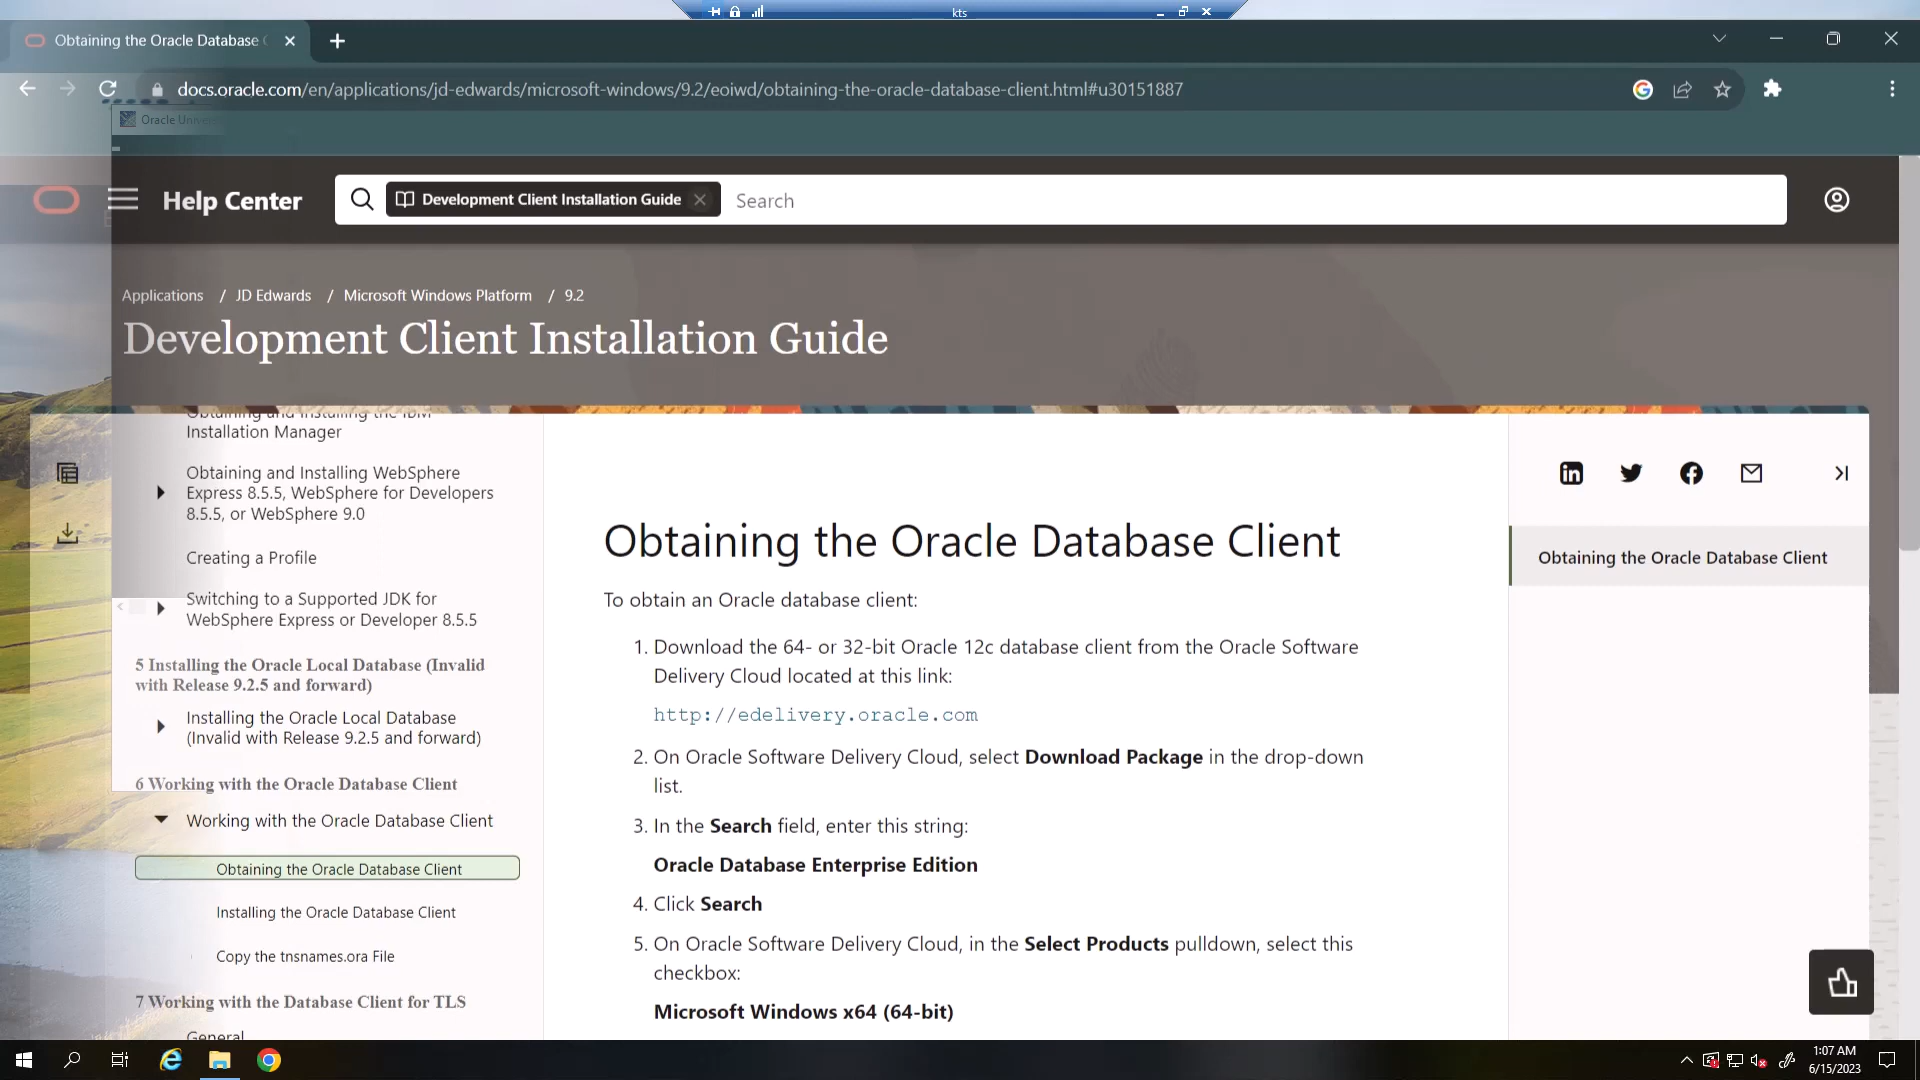 kts
Obtaining the Oracle Database
docs.oracle.com/en/applications/jd-edwards/microsoft-windows/9.2/eoiwd/obtaining-the-oracle-database-client.html#u30151887
Oracle
Help Center
Development Client Installation Guide
Search
Applications / JD Edwards / Microsoft Windows Platform / 9.2
Development Client Installation Guide
Obtaining and Installing the IBM
Installation Manager
Obtaining and Installing WebSphere
Express 8.5.5, WebSphere for Developers
8.5.5, or WebSphere 9.0
Creating a Profile
Switching to a Supported JDK for
WebSphere Express or Developer 8.5.5
5 Installing the Oracle Local Database (Invalid
with Release 9.2.5 and forward)
Installing the Oracle Local Database
(Invalid with Release 9.2.5 and forward)
6 Working with the Oracle Database Client
Working with the Oracle Database Client
Obtaining the Oracle Database Client
Installing the Oracle Database Client
Copy the tnsnames.ora File
7 Working with the Database Client for TLS
General
Obtaining the Oracle Database Client
To obtain an Oracle database client:
1. Download the 64- or 32-bit Oracle 12c database client from the Oracle Software
Delivery Cloud located at this link:
http://edelivery.oracle.com
2. On Oracle Software Delivery Cloud, select Download Package in the drop-down
list.
3. In the Search field, enter this string:
Oracle Database Enterprise Edition
4. Click Search
5. On Oracle Software Delivery Cloud, in the Select Products pulldown, select this
checkbox:
Microsoft Windows x64 (64-bit)
Obtaining the Oracle Database Client
1:07 AM
6/15/2023